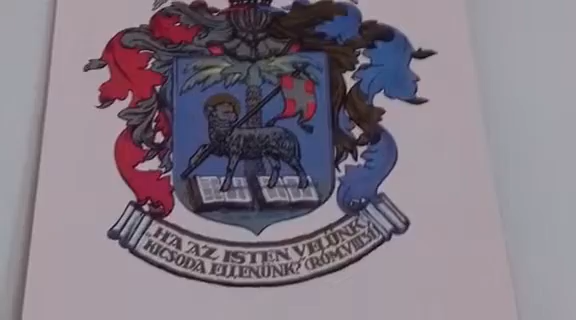 HA AZ ISTEN VELÜNK
KICSODA ELLENÜNK? (RÓM.VIII.31)